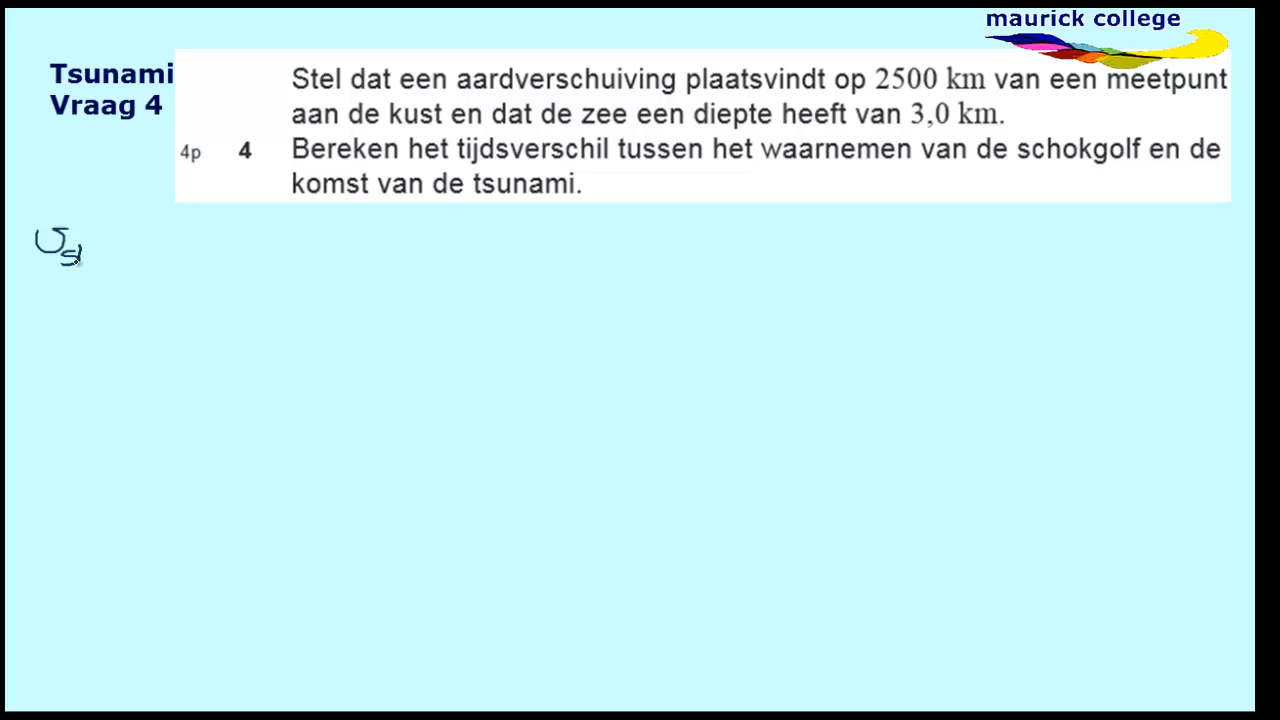 maurick college
Tsunami
Vraag 4
Stel dat een aardverschuiving plaatsvindt op 2500 km van een meetpunt
aan de kust en dat de zee een diepte heeft van 3,0 km.
4p 4 Bereken het tijdsverschil tussen het waarnemen van de schokgolf en de
komst van de tsunami.